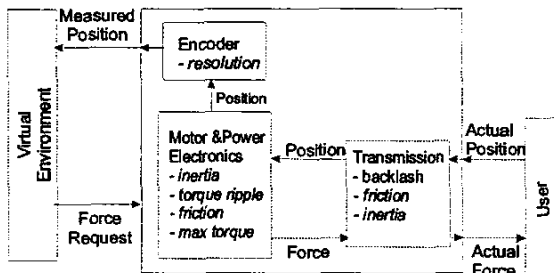 Measured
Position
Encoder
- resolution
Position
Virtual
Environment
Motor &Power
Electronics
- inertia
- torque ripple
- friction
- max torque
Position
Transmission
- backlash
- friction
- inertia
Actual
Position
User
Force
Request
Force
Actual
Force